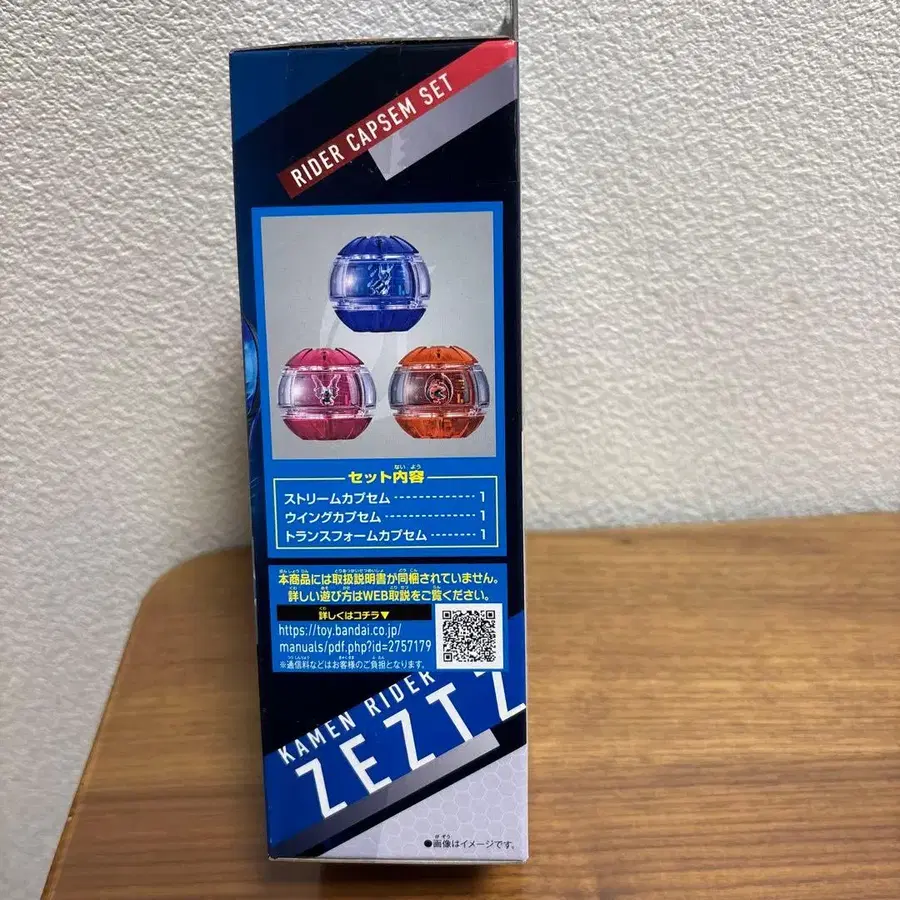 RIDER CAPSEM SET
セット内容
ないよう
ストリームカプセム 1
ウイングカプセム 1
トランスフォームカプセム 1
本商品には取扱説明書が同梱されていません。
詳しい遊び方はWEB取説をご覧ください。
詳しくはコチラ▼
https://toy.bandai.co.jp/
manuals/pdf.php?id=2757179
※通信料などはお客様のご負担となります。
KAMEN RIDER
ZEZTZ
●画像はイメージです。